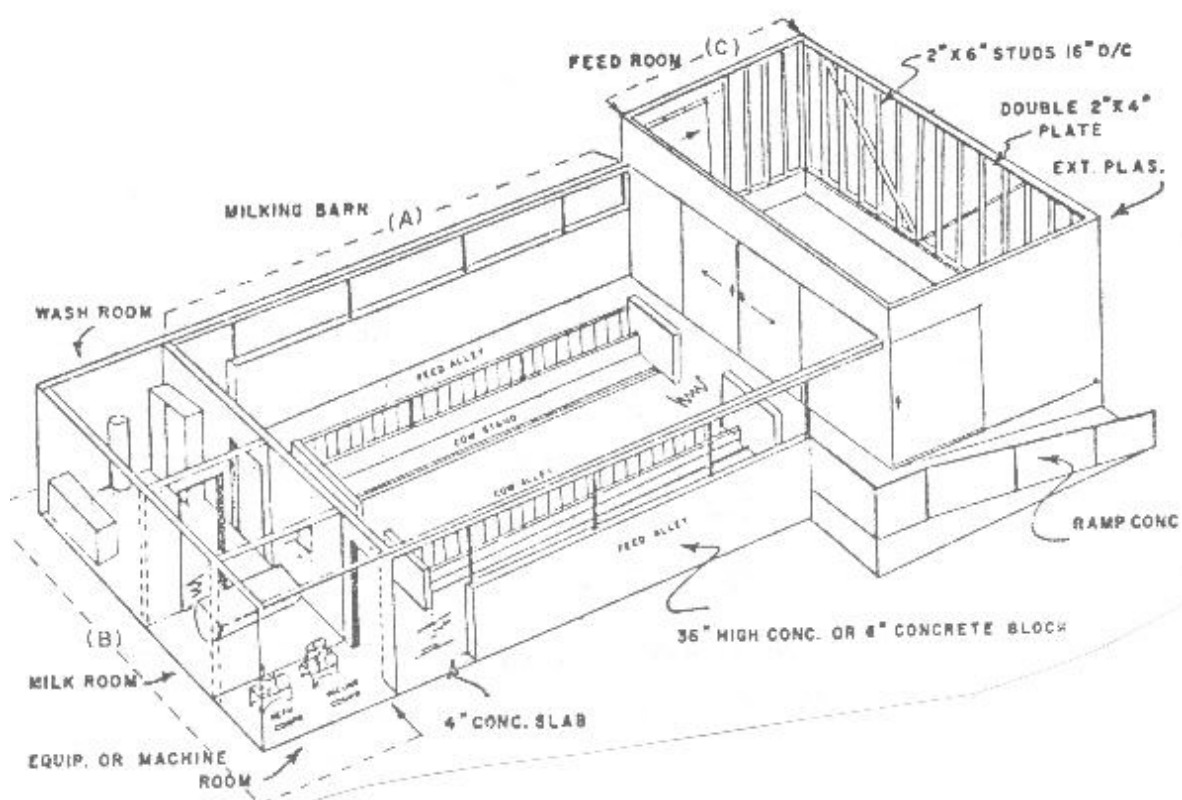 FEED ROOM
(C)
2"X6" STUDS 16" O/C
DOUBLE 2"X4"
PLATE
EXT. PLAS.
MILKING BARN
(A)
WASH ROOM
FEED ALLEY
COW STAND
COW ALLEY
FEED ALLEY
RAMP CONC
36" HIGH CONC. OR 6" CONCRETE BLOCK
(B)
MILK ROOM
4" CONC. SLAB
EQUIP. OR MACHINE
ROOM